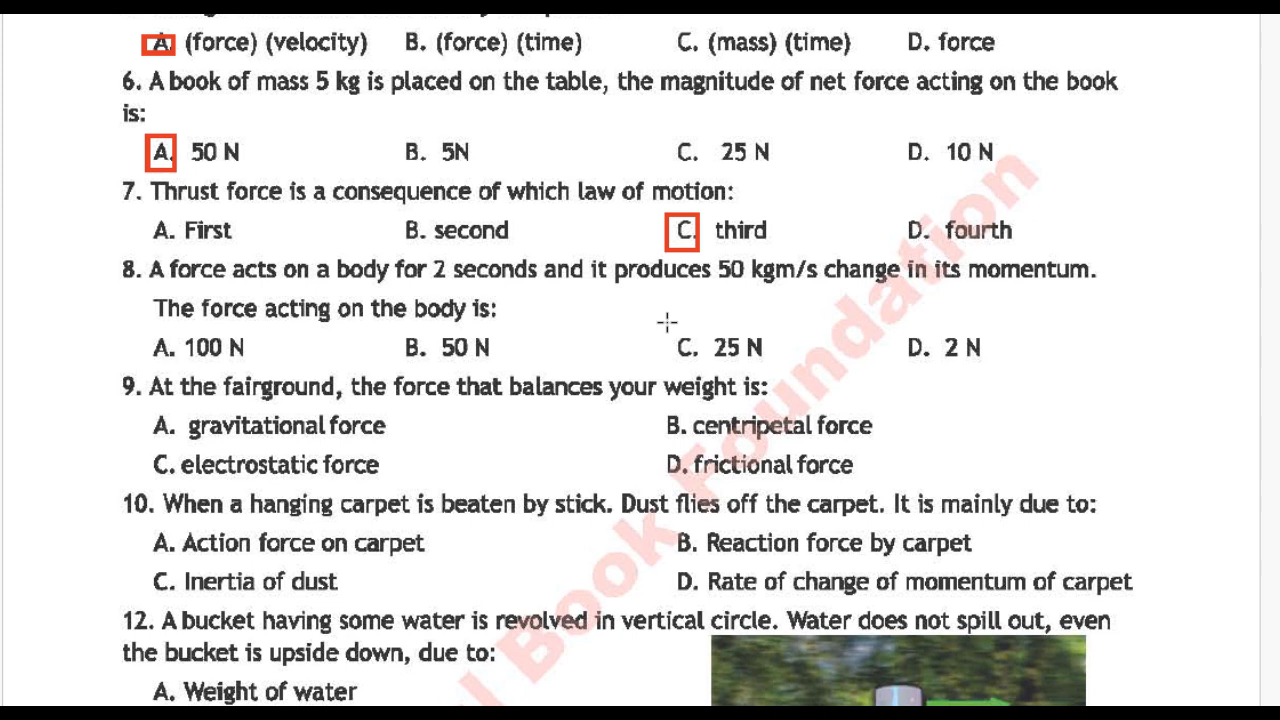 A. (force) (velocity) B. (force) (time) C. (mass) (time) D. force
6. A book of mass 5 kg is placed on the table, the magnitude of net force acting on the book
is:
A. 50 N B. 5N C. 25 N D. 10 N
7. Thrust force is a consequence of which law of motion:
A. First B. second C. third D. fourth
8. A force acts on a body for 2 seconds and it produces 50 kgm/s change in its momentum.
The force acting on the body is:
A. 100 N B. 50 N C. 25 N D. 2 N
9. At the fairground, the force that balances your weight is:
A. gravitational force B. centripetal force
C. electrostatic force D. frictional force
10. When a hanging carpet is beaten by stick. Dust flies off the carpet. It is mainly due to:
A. Action force on carpet B. Reaction force by carpet
C. Inertia of dust D. Rate of change of momentum of carpet
12. A bucket having some water is revolved in vertical circle. Water does not spill out, even
the bucket is upside down, due to:
A. Weight of water
Book Foundation